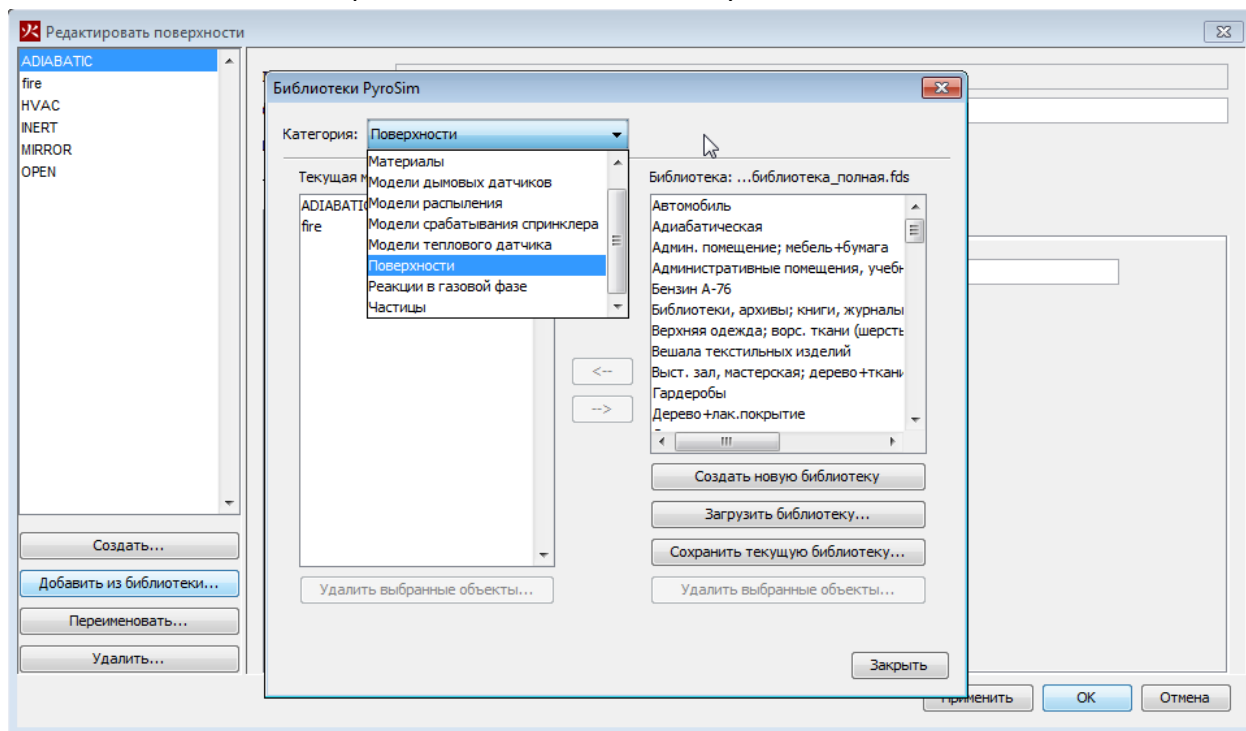 Редактировать поверхности
ADIABATIC
fire
HVAC
INERT
MIRROR
OPEN
Создать...
Добавить из библиотеки...
Переименовать...
Удалить...
Библиотеки PyroSim
Категория: Поверхности
Материалы
Модели дымовых датчиков
Модели распыления
Модели срабатывания спринклера
Модели теплового датчика
Поверхности
Реакции в газовой фазе
Частицы
Текущая
ADIABATI
fire
Удалить выбранные объекты...
<--
-->
Библиотека: ...библиотека_полная.fds
Автомобиль
Адиабатическая
Админ. помещение; мебель+бумага
Административные помещения, учебн
Бензин А-76
Библиотеки, архивы; книги, журналы
Верхняя одежда; ворс. ткани (шерсть
Вешала текстильных изделий
Выст. зал, мастерская; дерево+ткани
Гардеробы
Дерево+лак.покрытие
Создать новую библиотеку
Загрузить библиотеку...
Сохранить текущую библиотеку...
Удалить выбранные объекты...
Закрыть
Применить
OK
Отмена